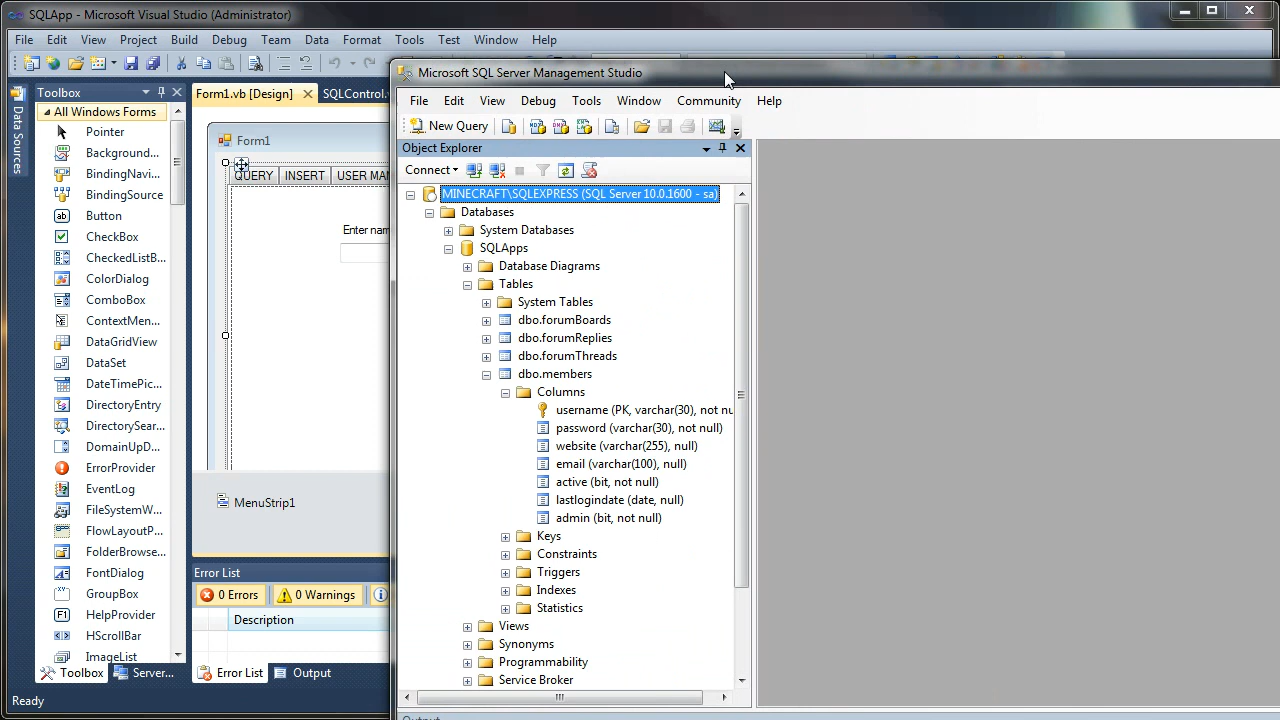 SQLApp - Microsoft Visual Studio (Administrator)
File Edit View Project Build Debug Team Data Format Tools Test Window Help
Data Sources
Toolbox
All Windows Forms
Pointer
Background...
BindingNavi...
BindingSource
Button
CheckBox
CheckedListB...
ColorDialog
ComboBox
ContextMen...
DataGridView
DataSet
DateTimePic...
DirectoryEntry
DirectorySear...
DomainUpD...
ErrorProvider
EventLog
FileSystemW...
FlowLayoutP...
FolderBrowse...
FontDialog
GroupBox
HelpProvider
HScrollBar
ImageList
Toolbox Server...
Form1.vb [Design] SQLControl.v
Form1
QUERY INSERT USER MAN
Enter nam
MenuStrip1
Error List
0 Errors 0 Warnings
Description
Error List Output
Ready
Microsoft SQL Server Management Studio
File Edit View Debug Tools Window Community Help
New Query
Object Explorer
Connect
MINECRAFT\SQLEXPRESS (SQL Server 10.0.1600 - sa)
Databases
System Databases
SQLApps
Database Diagrams
Tables
System Tables
dbo.forumBoards
dbo.forumReplies
dbo.forumThreads
dbo.members
Columns
username (PK, varchar(30), not nu
password (varchar(30), not null)
website (varchar(255), null)
email (varchar(100), null)
active (bit, not null)
lastlogindate (date, null)
admin (bit, not null)
Keys
Constraints
Triggers
Indexes
Statistics
Views
Synonyms
Programmability
Service Broker